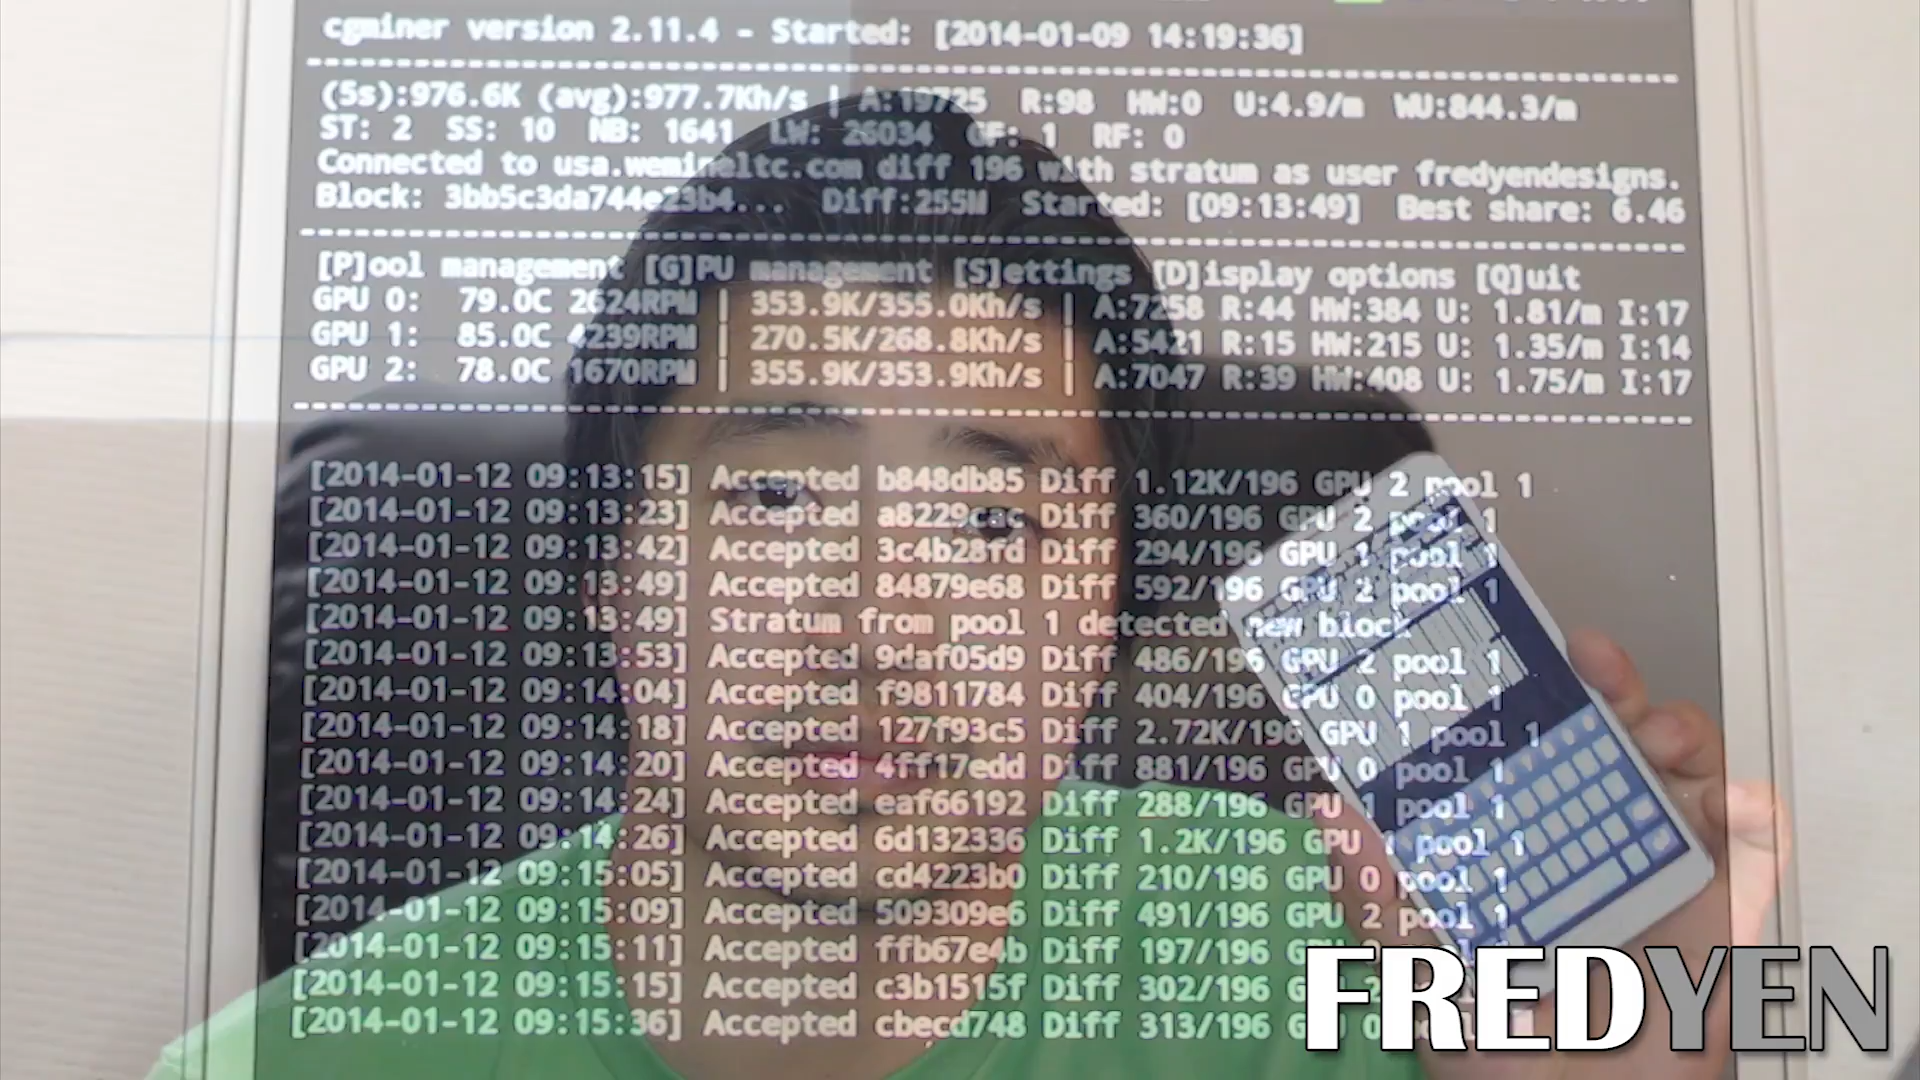 cgminer version 2.11.4 - Started: [2014-01-09 14:19:36]
(5s):976.6K (avg):977.7Kh/s | A:19725 R:98 HW:0 U:4.9/m WU:844.3/m
ST: 2 SS: 10 NB: 1641 LW: 26034 GF: 1 RF: 0
Connected to usa.wemineltc.com diff 196 with stratum as user fredyendesigns.
Block: 3bb5c3da744e23b4... Diff:255M Started: [09:13:49] Best share: 6.46
[P]ool management [G]PU management [S]ettings [D]isplay options [Q]uit
GPU 0: 79.0C 2624RPM | 353.9K/355.0Kh/s | A:7258 R:44 HW:384 U: 1.81/m I:17
GPU 1: 85.0C 4239RPM | 270.5K/268.8Kh/s | A:5421 R:15 HW:215 U: 1.35/m I:14
GPU 2: 78.0C 1670RPM | 355.9K/353.9Kh/s | A:7047 R:39 HW:408 U: 1.75/m I:17
[2014-01-12 09:13:15] Accepted b848db85 Diff 1.12K/196 GPU 2 pool 1
[2014-01-12 09:13:23] Accepted a8229cac Diff 360/196 GPU 2 pool 1
[2014-01-12 09:13:42] Accepted 3c4b28fd Diff 294/196 GPU 1 pool 1
[2014-01-12 09:13:49] Accepted 84879e68 Diff 592/196 GPU 2 pool 1
[2014-01-12 09:13:49] Stratum from pool 1 detected new block
[2014-01-12 09:13:53] Accepted 9daf05d9 Diff 486/196 GPU 2 pool 1
[2014-01-12 09:14:04] Accepted f9811784 Diff 404/196 GPU 0 pool 1
[2014-01-12 09:14:18] Accepted 127f93c5 Diff 2.72K/196 GPU 1 pool 1
[2014-01-12 09:14:20] Accepted 4ff17edd Diff 881/196 GPU 0 pool 1
[2014-01-12 09:14:24] Accepted eaf66192 Diff 288/196 GPU 1 pool 1
[2014-01-12 09:14:26] Accepted 6d132336 Diff 1.2K/196 GPU 1 pool 1
[2014-01-12 09:15:05] Accepted cd4223b0 Diff 210/196 GPU 0 pool 1
[2014-01-12 09:15:09] Accepted 509309e6 Diff 491/196 GPU 2 pool 1
[2014-01-12 09:15:11] Accepted ffb67e4b Diff 197/196
[2014-01-12 09:15:15] Accepted c3b1515f Diff 302/196
[2014-01-12 09:15:36] Accepted cbecd748 Diff 313/196
FREDYEN